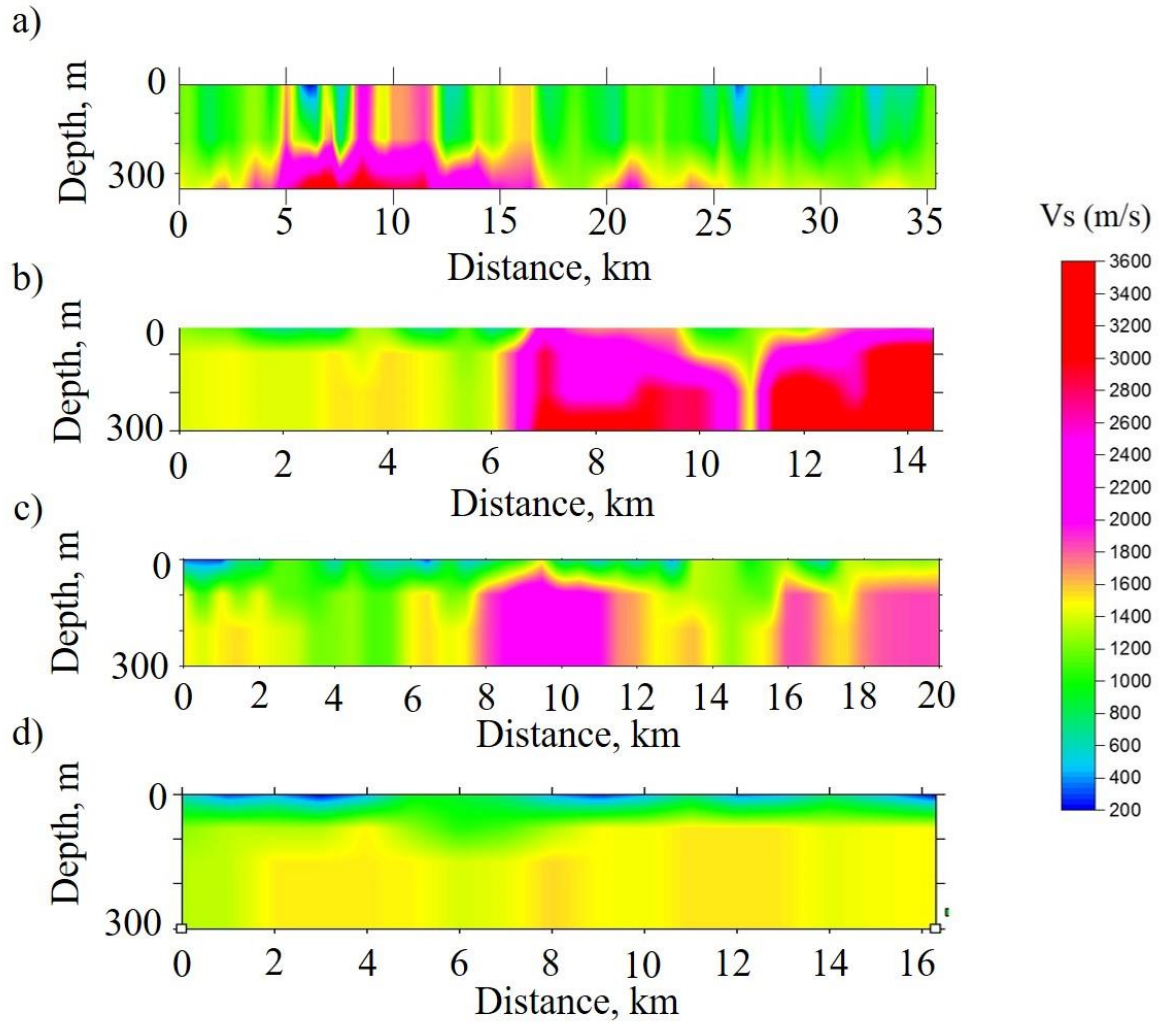 a)
Depth, m
0
300
0 5 10 15 20 25 30 35
Distance, km
b)
Depth, m
0
300
0 2 4 6 8 10 12 14
Distance, km
c)
Depth, m
0
300
0 2 4 6 8 10 12 14 16 18 20
Distance, km
d)
Depth, m
0
300
0 2 4 6 8 10 12 14 16
Distance, km
Vs (m/s)
3600
3400
3200
3000
2800
2600
2400
2200
2000
1800
1600
1400
1200
1000
800
600
400
200